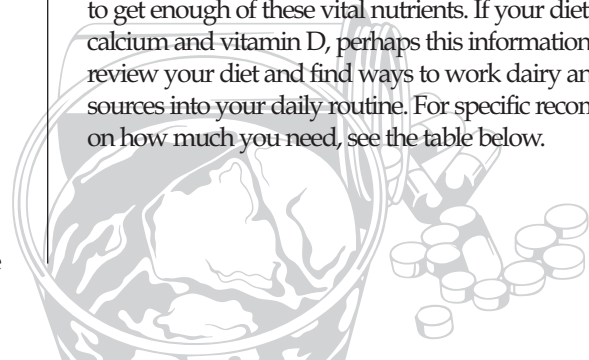 to get enough of these vital nutrients. If your diet
calcium and vitamin D, perhaps this information
review your diet and find ways to work dairy an
sources into your daily routine. For specific recom
on how much you need, see the table below.